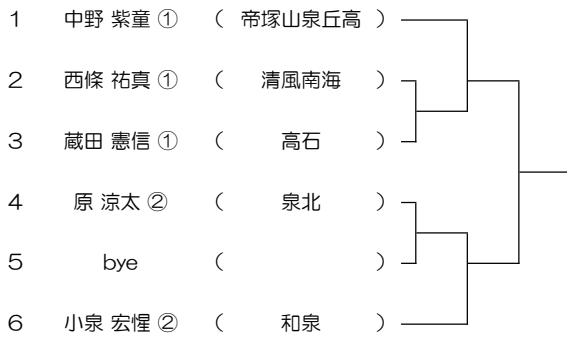 1 中野 紫童 ① ( 帝塚山泉丘高 )
2 西條 祐真 ① ( 清風南海 )
3 蔵田 憲信 ① ( 高石 )
4 原 涼太 ② ( 泉北 )
5 bye ( )
6 小泉 宏惺 ② ( 和泉 )